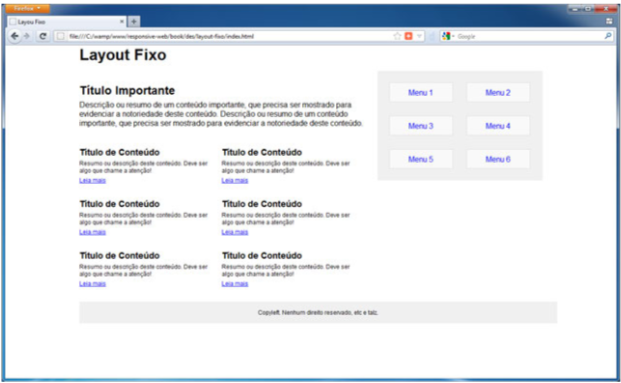 Firefox
Layou Fixo
file:///C:/wamp/www/responsive-web/book/des/layout-fixo/index.html
Google
Layout Fixo
Título Importante
Descrição ou resumo de um conteúdo importante, que precisa ser mostrado para
evidenciar a notoriedade deste conteúdo. Descrição ou resumo de um conteúdo
importante, que precisa ser mostrado para evidenciar a notoriedade deste conteúdo.
Menu 1
Menu 2
Menu 3
Menu 4
Menu 5
Menu 6
Título de Conteúdo
Resumo ou descrição deste conteúdo. Deve ser
algo que chame a atenção!
Leia mais
Título de Conteúdo
Resumo ou descrição deste conteúdo. Deve ser
algo que chame a atenção!
Leia mais
Título de Conteúdo
Resumo ou descrição deste conteúdo. Deve ser
algo que chame a atenção!
Leia mais
Título de Conteúdo
Resumo ou descrição deste conteúdo. Deve ser
algo que chame a atenção!
Leia mais
Título de Conteúdo
Resumo ou descrição deste conteúdo. Deve ser
algo que chame a atenção!
Leia mais
Título de Conteúdo
Resumo ou descrição deste conteúdo. Deve ser
algo que chame a atenção!
Leia mais
Copyleft. Nenhum direito reservado, etc e talz.